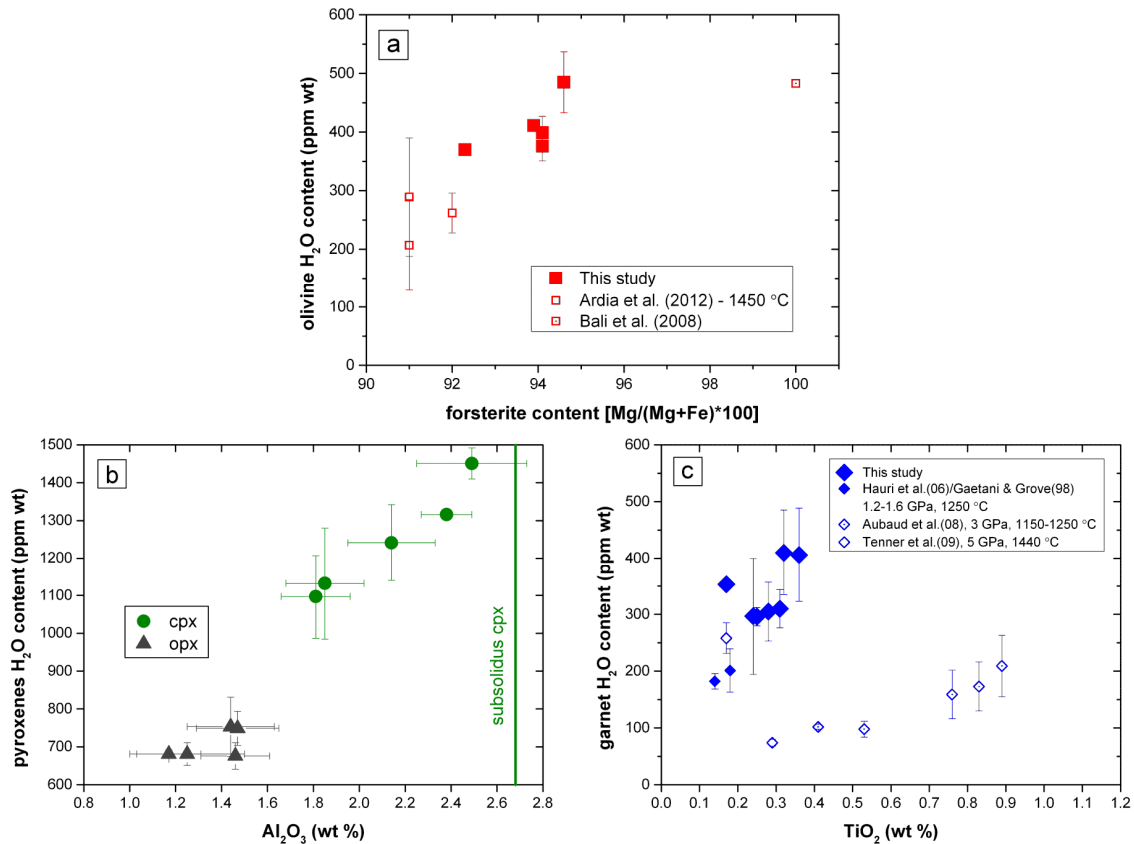 a
600
500
400
300
200
100
0
olivine H₂O content (ppm wt)
This study
Ardia et al. (2012) - 1450 °C
Bali et al. (2008)
90 92 94 96 98 100
forsterite content [Mg/(Mg+Fe)*100]
b
1500
1400
1300
1200
1100
1000
900
800
700
600
pyroxenes H₂O content (ppm wt)
cpx
opx
subsolidus cpx
0.8 1.0 1.2 1.4 1.6 1.8 2.0 2.2 2.4 2.6 2.8
Al₂O₃ (wt %)
c
600
500
400
300
200
100
0
garnet H₂O content (ppm wt)
This study
Hauri et al.(06)/Gaetani & Grove(98)
1.2-1.6 GPa, 1250 °C
Aubaud et al.(08), 3 GPa, 1150-1250 °C
Tenner et al.(09), 5 GPa, 1440 °C
0.0 0.1 0.2 0.3 0.4 0.5 0.6 0.7 0.8 0.9 1.0 1.1 1.2
TiO₂ (wt %)